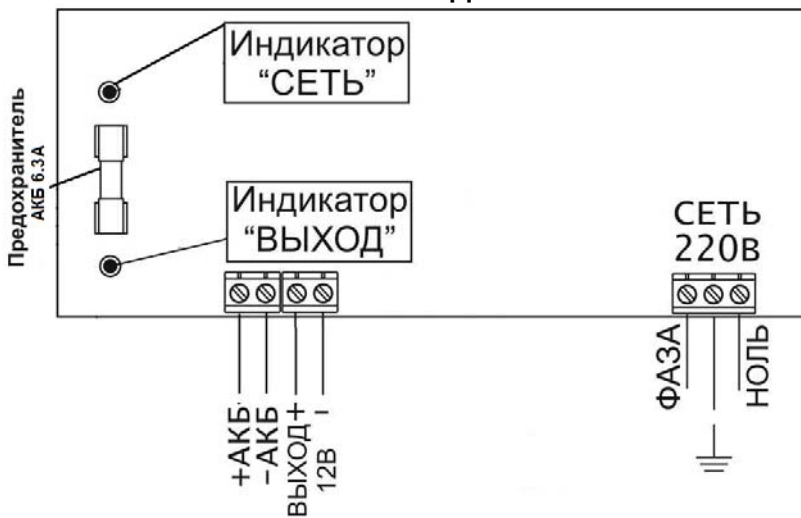 Индикатор
“СЕТЬ”
Предохранитель
АКБ 6.3А
Индикатор
“ВЫХОД”
СЕТЬ
220В
+АКБ
−АКБ
ВЫХОД+
12В −
ФАЗА
НОЛЬ